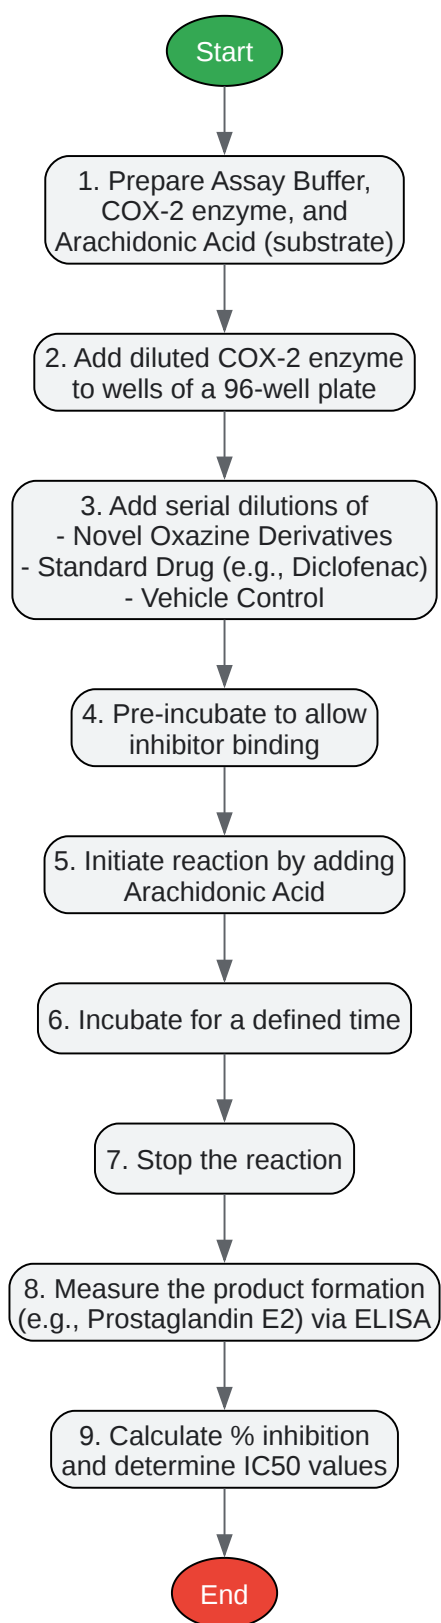 Start
1. Prepare Assay Buffer,
COX-2 enzyme, and
Arachidonic Acid (substrate)
2. Add diluted COX-2 enzyme
to wells of a 96-well plate
3. Add serial dilutions of
- Novel Oxazine Derivatives
- Standard Drug (e.g., Diclofenac)
- Vehicle Control
4. Pre-incubate to allow
inhibitor binding
5. Initiate reaction by adding
Arachidonic Acid
6. Incubate for a defined time
7. Stop the reaction
8. Measure the product formation
(e.g., Prostaglandin E2) via ELISA
9. Calculate % inhibition
and determine IC50 values
End